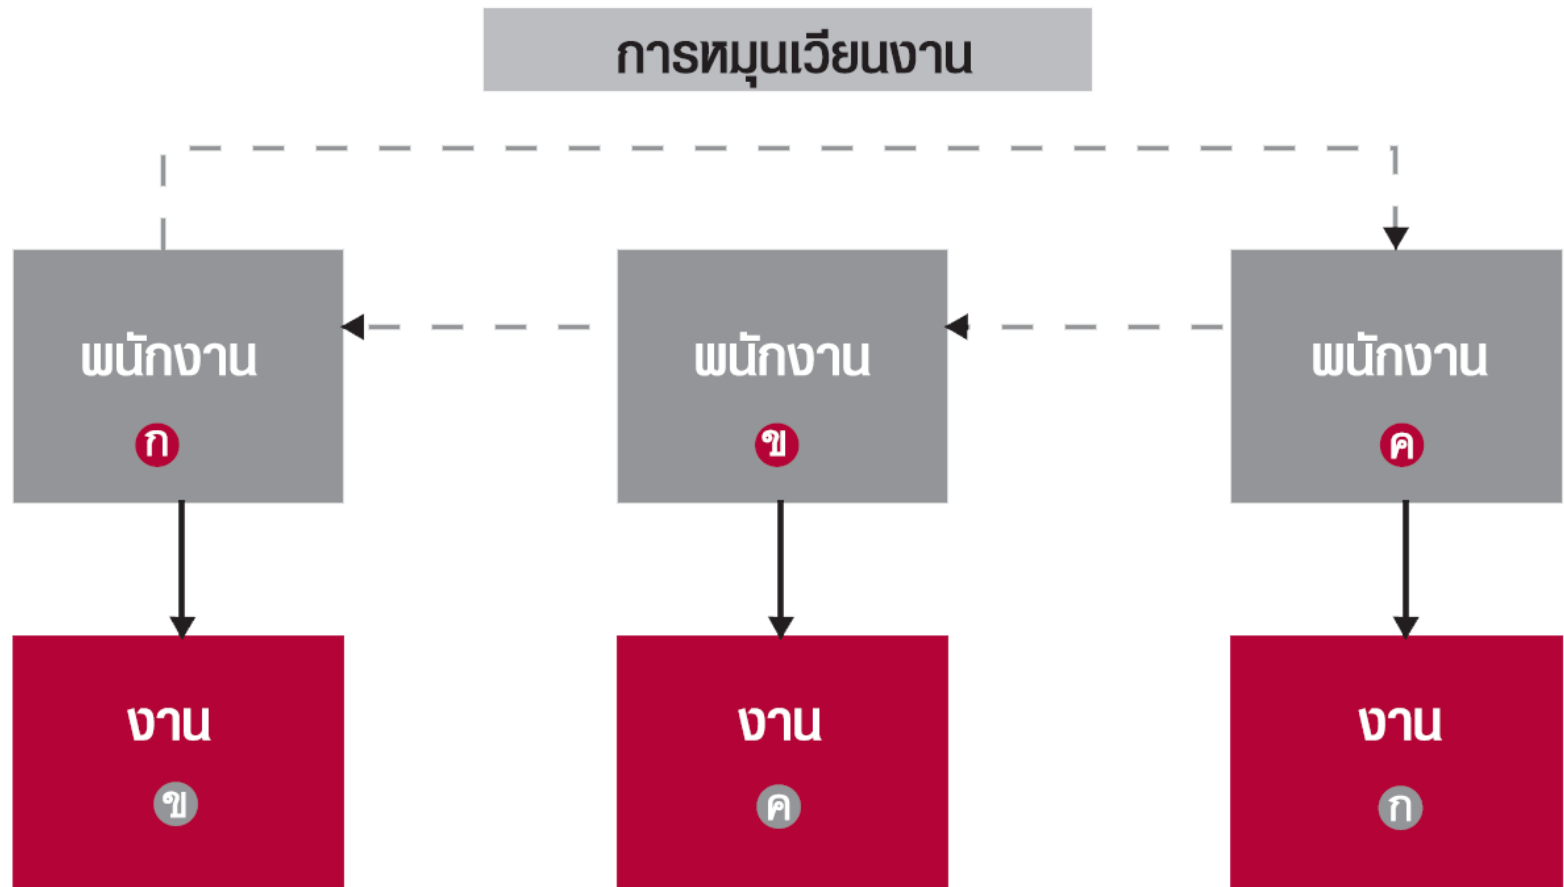 การหมุนเวียนงาน
พนักงาน
ก
พนักงาน
ข
พนักงาน
ค
งาน
ข
งาน
ค
งาน
ก